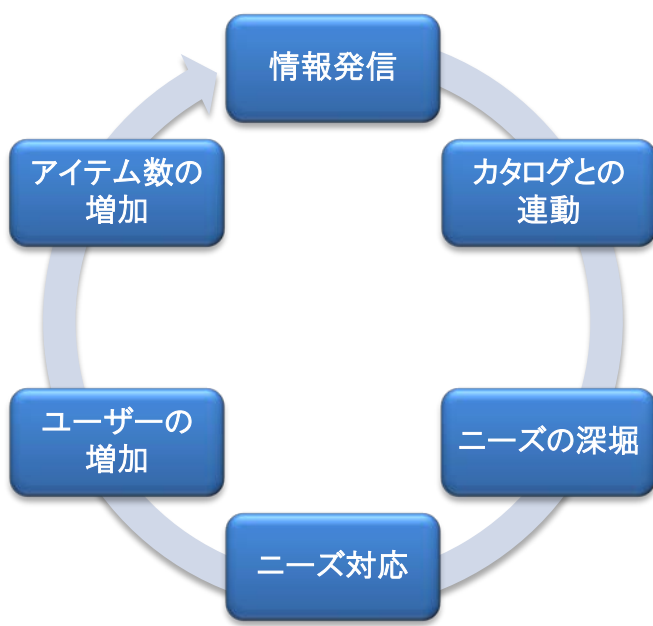 情報発信
カタログとの
連動
ニーズの深堀
ニーズ対応
ユーザーの
増加
アイテム数の
増加